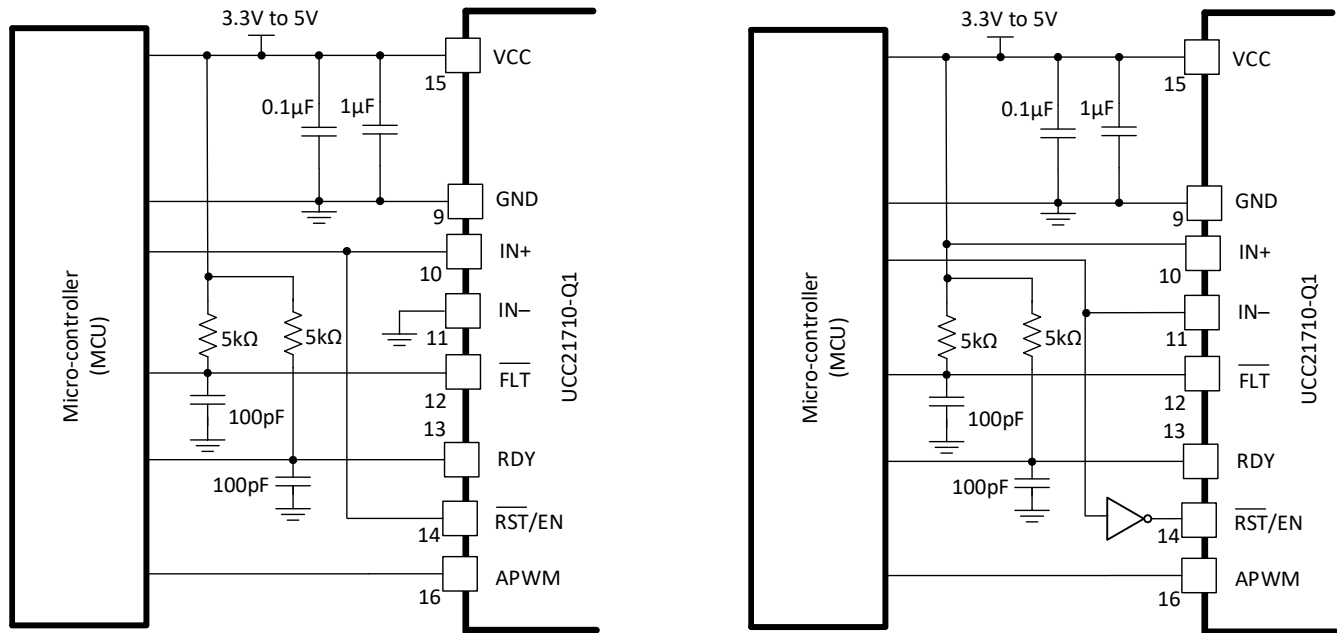 3.3V to 5V
VCC
15
0.1µF
1µF
GND
9
IN+
10
IN–
11
5kΩ
5kΩ
FLT
12
100pF
13
RDY
100pF
RST/EN
14
APWM
16
Micro-controller
(MCU)
UCC21710-Q1
3.3V to 5V
VCC
15
0.1µF
1µF
GND
9
IN+
10
IN–
11
5kΩ
5kΩ
FLT
12
100pF
13
RDY
100pF
RST/EN
14
APWM
16
Micro-controller
(MCU)
UCC21710-Q1